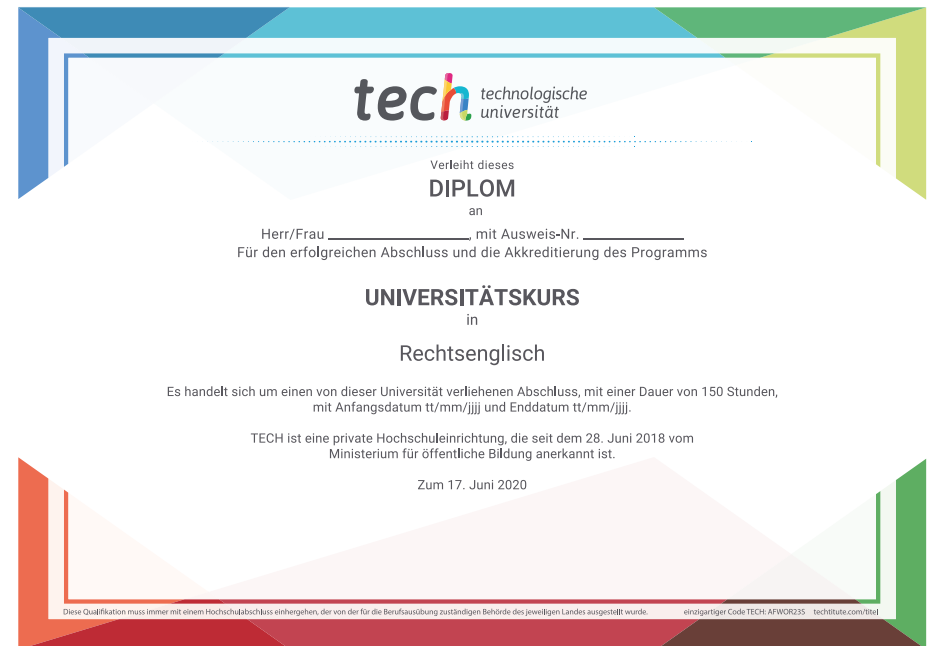 tech technologische
universität
Verleiht dieses
DIPLOM
an
Herr/Frau ____________________, mit Ausweis-Nr. ______________
Für den erfolgreichen Abschluss und die Akkreditierung des Programms
UNIVERSITÄTSKURS
in
Rechtsenglisch
Es handelt sich um einen von dieser Universität verliehenen Abschluss, mit einer Dauer von 150 Stunden,
mit Anfangsdatum tt/mm/jjjj und Enddatum tt/mm/jjjj.
TECH ist eine private Hochschuleinrichtung, die seit dem 28. Juni 2018 vom
Ministerium für öffentliche Bildung anerkannt ist.
Zum 17. Juni 2020
Diese Qualifikation muss immer mit einem Hochschulabschluss einhergehen, der von der für die Berufsausübung zuständigen Behörde des jeweiligen Landes ausgestellt wurde. einzigartiger Code TECH: AFWOR23S techtitute.com/titel